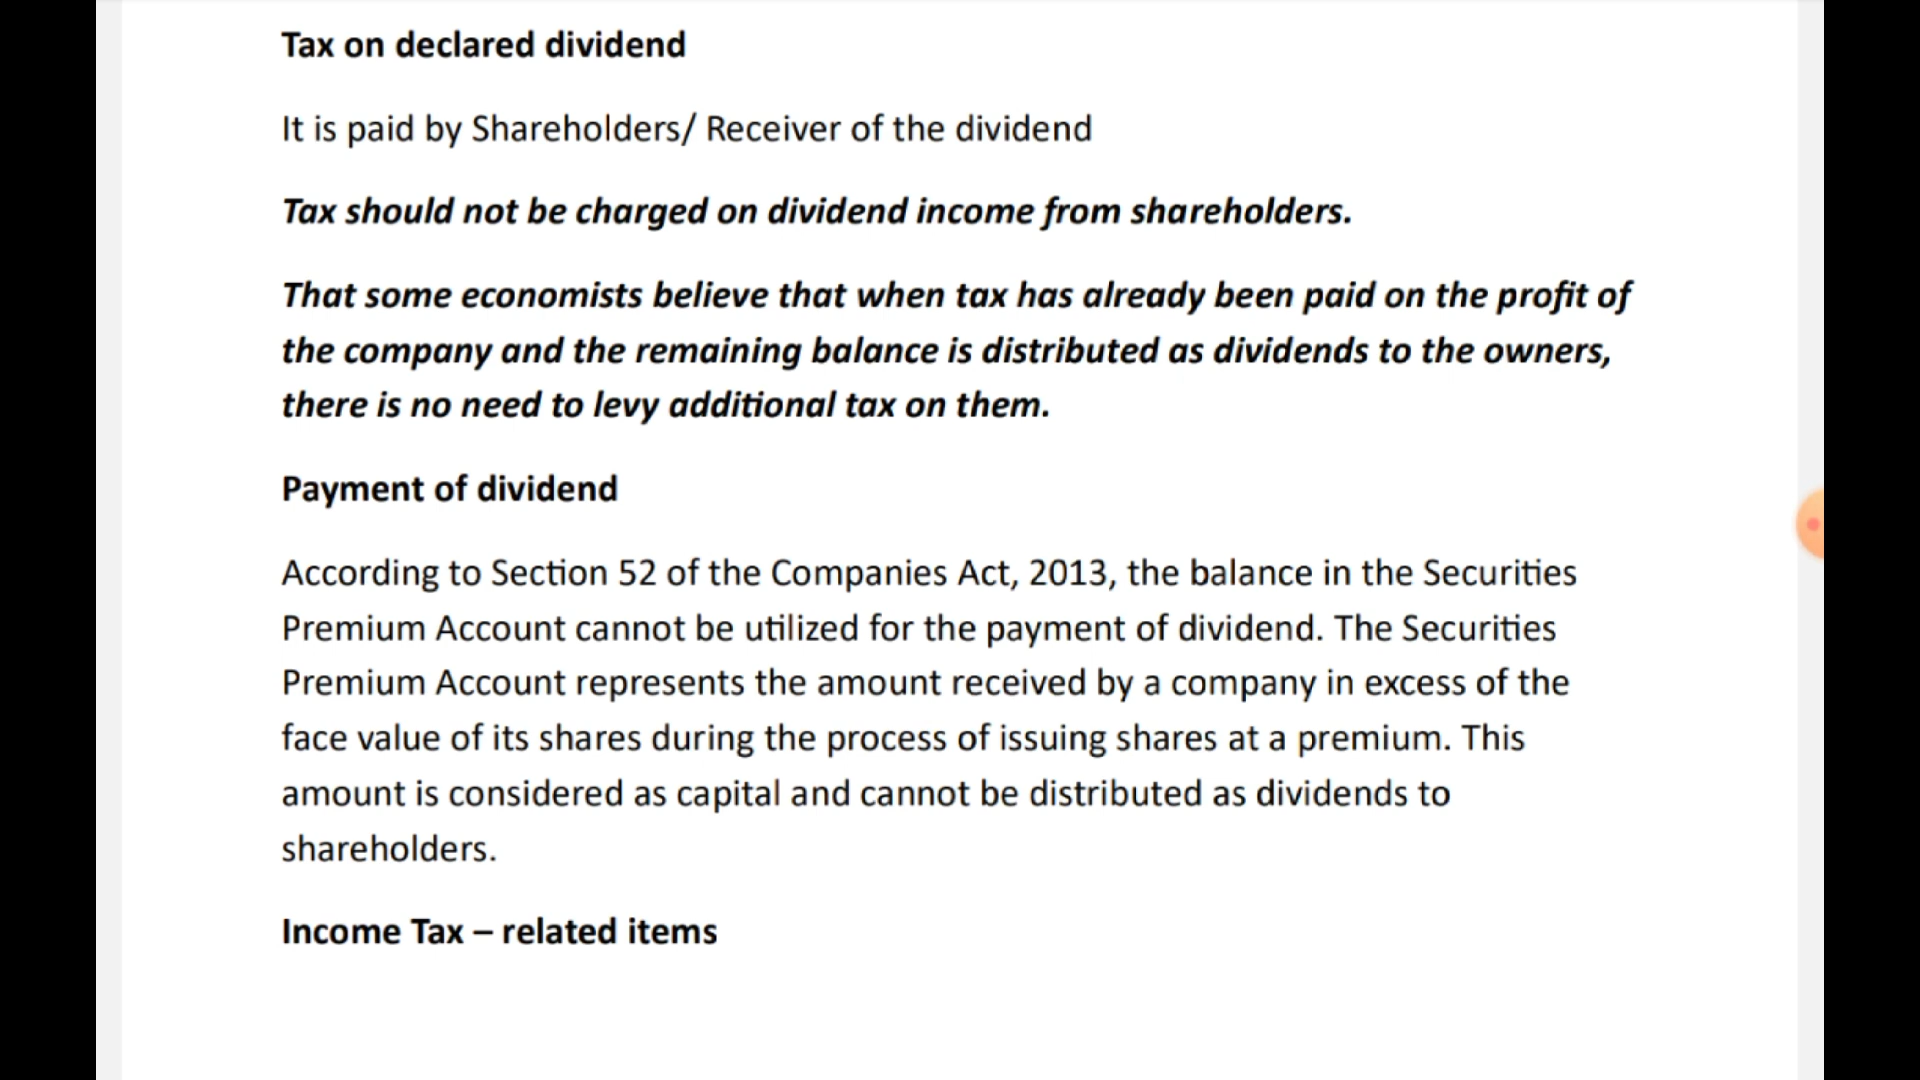 Tax on declared dividend
It is paid by Shareholders/ Receiver of the dividend
Tax should not be charged on dividend income from shareholders.
That some economists believe that when tax has already been paid on the profit of
the company and the remaining balance is distributed as dividends to the owners,
there is no need to levy additional tax on them.
Payment of dividend
According to Section 52 of the Companies Act, 2013, the balance in the Securities
Premium Account cannot be utilized for the payment of dividend. The Securities
Premium Account represents the amount received by a company in excess of the
face value of its shares during the process of issuing shares at a premium. This
amount is considered as capital and cannot be distributed as dividends to
shareholders.
Income Tax – related items